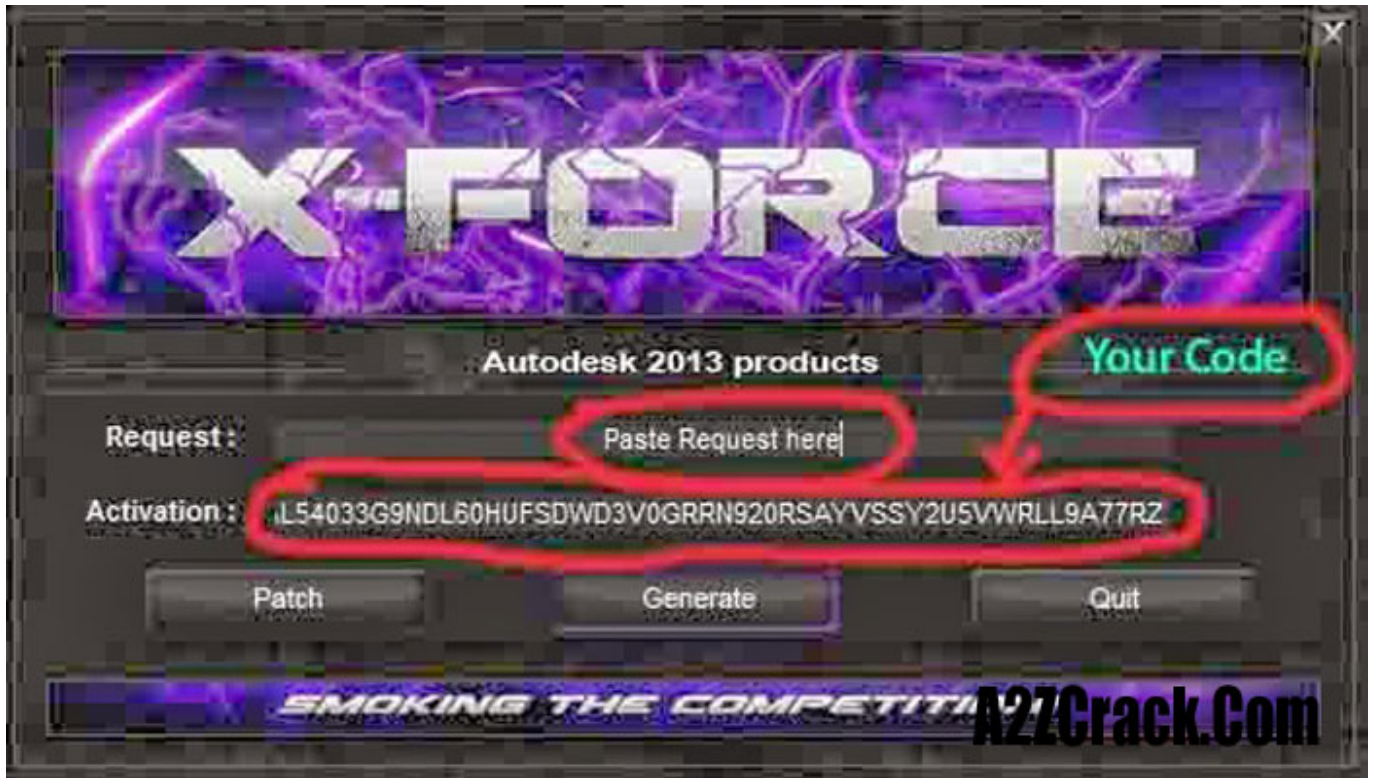 X
X-FORCE
Autodesk 2013 products
Your Code
Request : Paste Request here
Activation : L54033G9NDL60HUFSDWD3V0GRRN920RSAYVSSY2U5VWRLL9A77RZ
Patch Generate Quit
SMOKING THE COMPETITI
A2ZCrack.Com